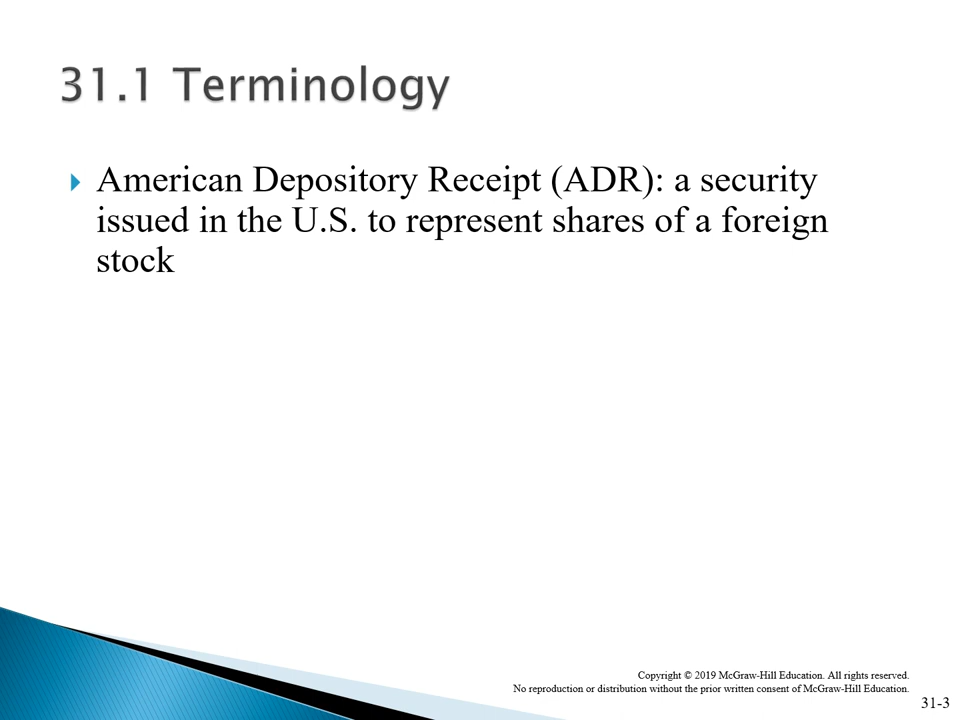 31.1 Terminology
American Depository Receipt (ADR): a security
issued in the U.S. to represent shares of a foreign
stock
Copyright © 2019 McGraw-Hill Education. All rights reserved.
No reproduction or distribution without the prior written consent of McGraw-Hill Education.
31-3